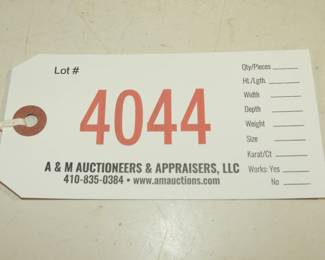 Lot #
4044
A & M AUCTIONEERS & APPRAISERS, LLC
410-835-0384 • www.amauctions.com
Qty/Pieces
Ht./Lgth.
Width
Depth
Weight
Size
Karat/Ct
Works: Yes
No